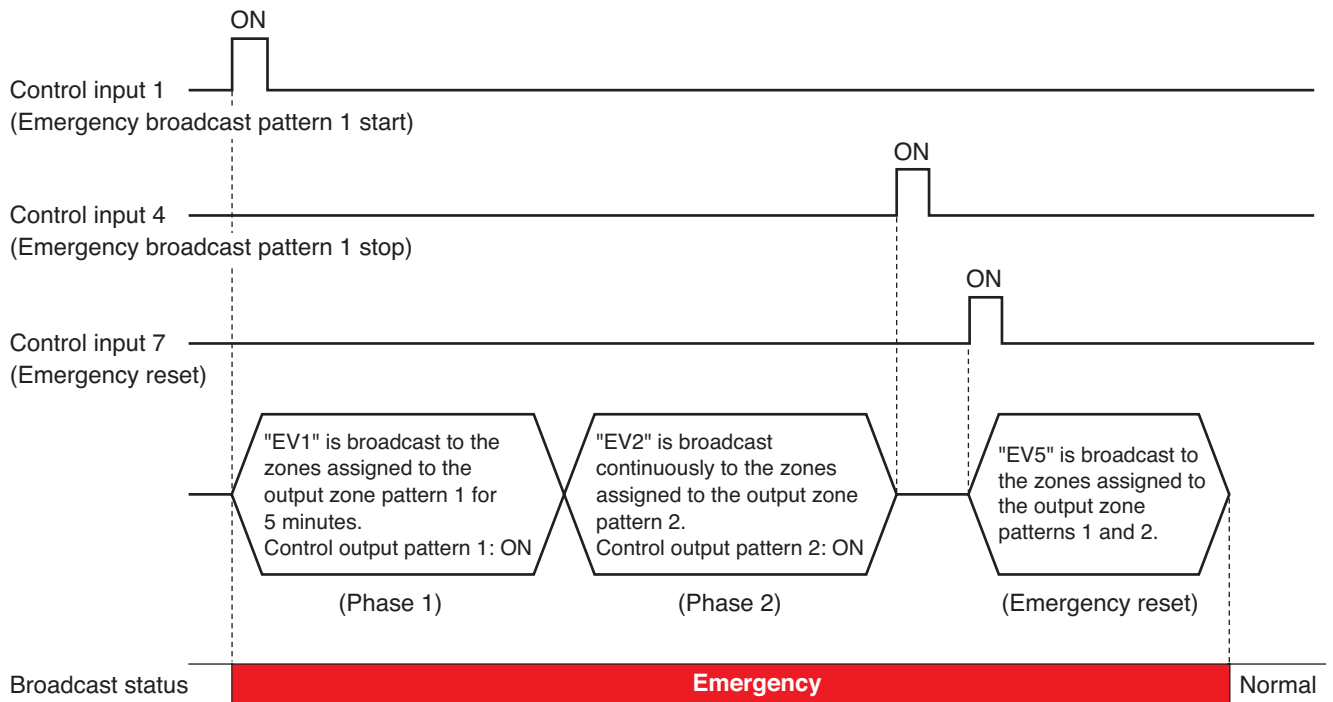 ON
Control input 1
(Emergency broadcast pattern 1 start)
ON
Control input 4
(Emergency broadcast pattern 1 stop)
ON
Control input 7
(Emergency reset)
"EV1" is broadcast to the
zones assigned to the
output zone pattern 1 for
5 minutes.
Control output pattern 1: ON
"EV2" is broadcast
continuously to the zones
assigned to the output zone
pattern 2.
Control output pattern 2: ON
"EV5" is broadcast to
the zones assigned to
the output zone
patterns 1 and 2.
(Phase 1)
(Phase 2)
(Emergency reset)
Broadcast status
Emergency
Normal